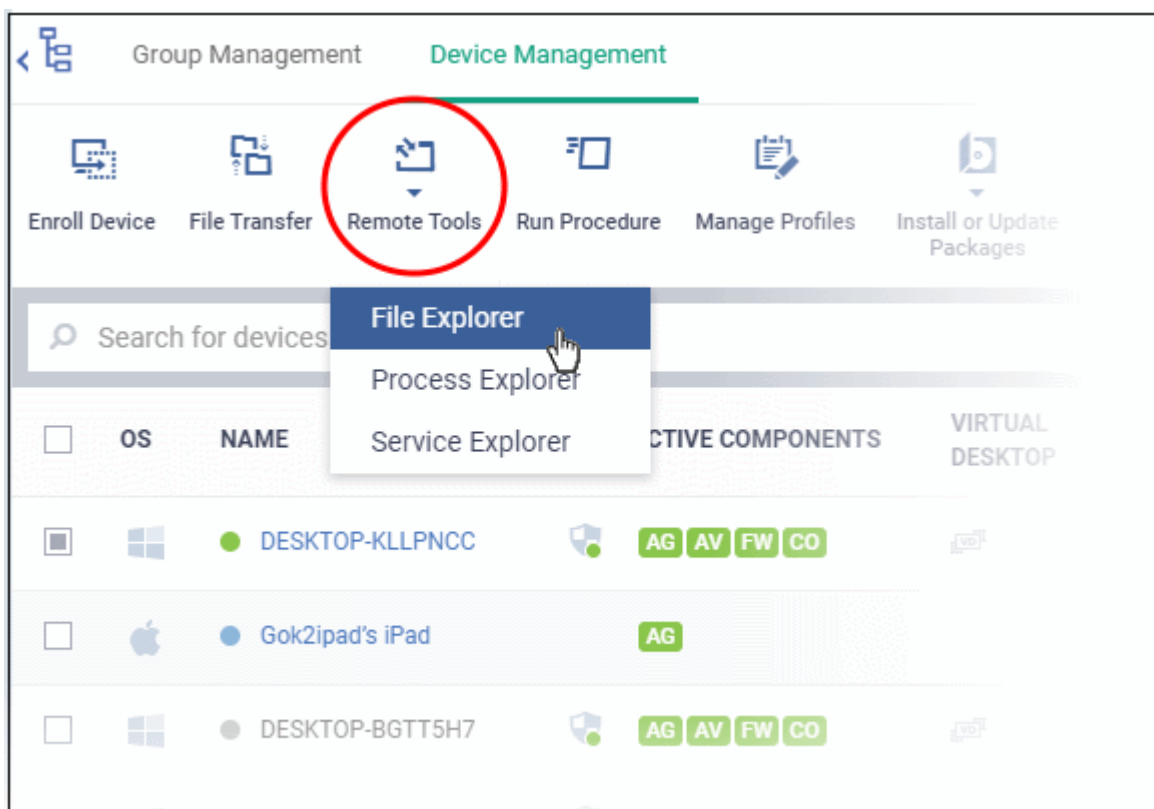 Group Management Device Management
Enroll Device File Transfer Remote Tools Run Procedure Manage Profiles Install or Update
Packages
File Explorer
Search for devices
Process Explorer
Service Explorer
OS NAME CTIVE COMPONENTS VIRTUAL
DESKTOP
DESKTOP-KLLPNCC AG AV FW CO VD
Gok2ipad's iPad AG
DESKTOP-BGTT5H7 AG AV FW CO VD